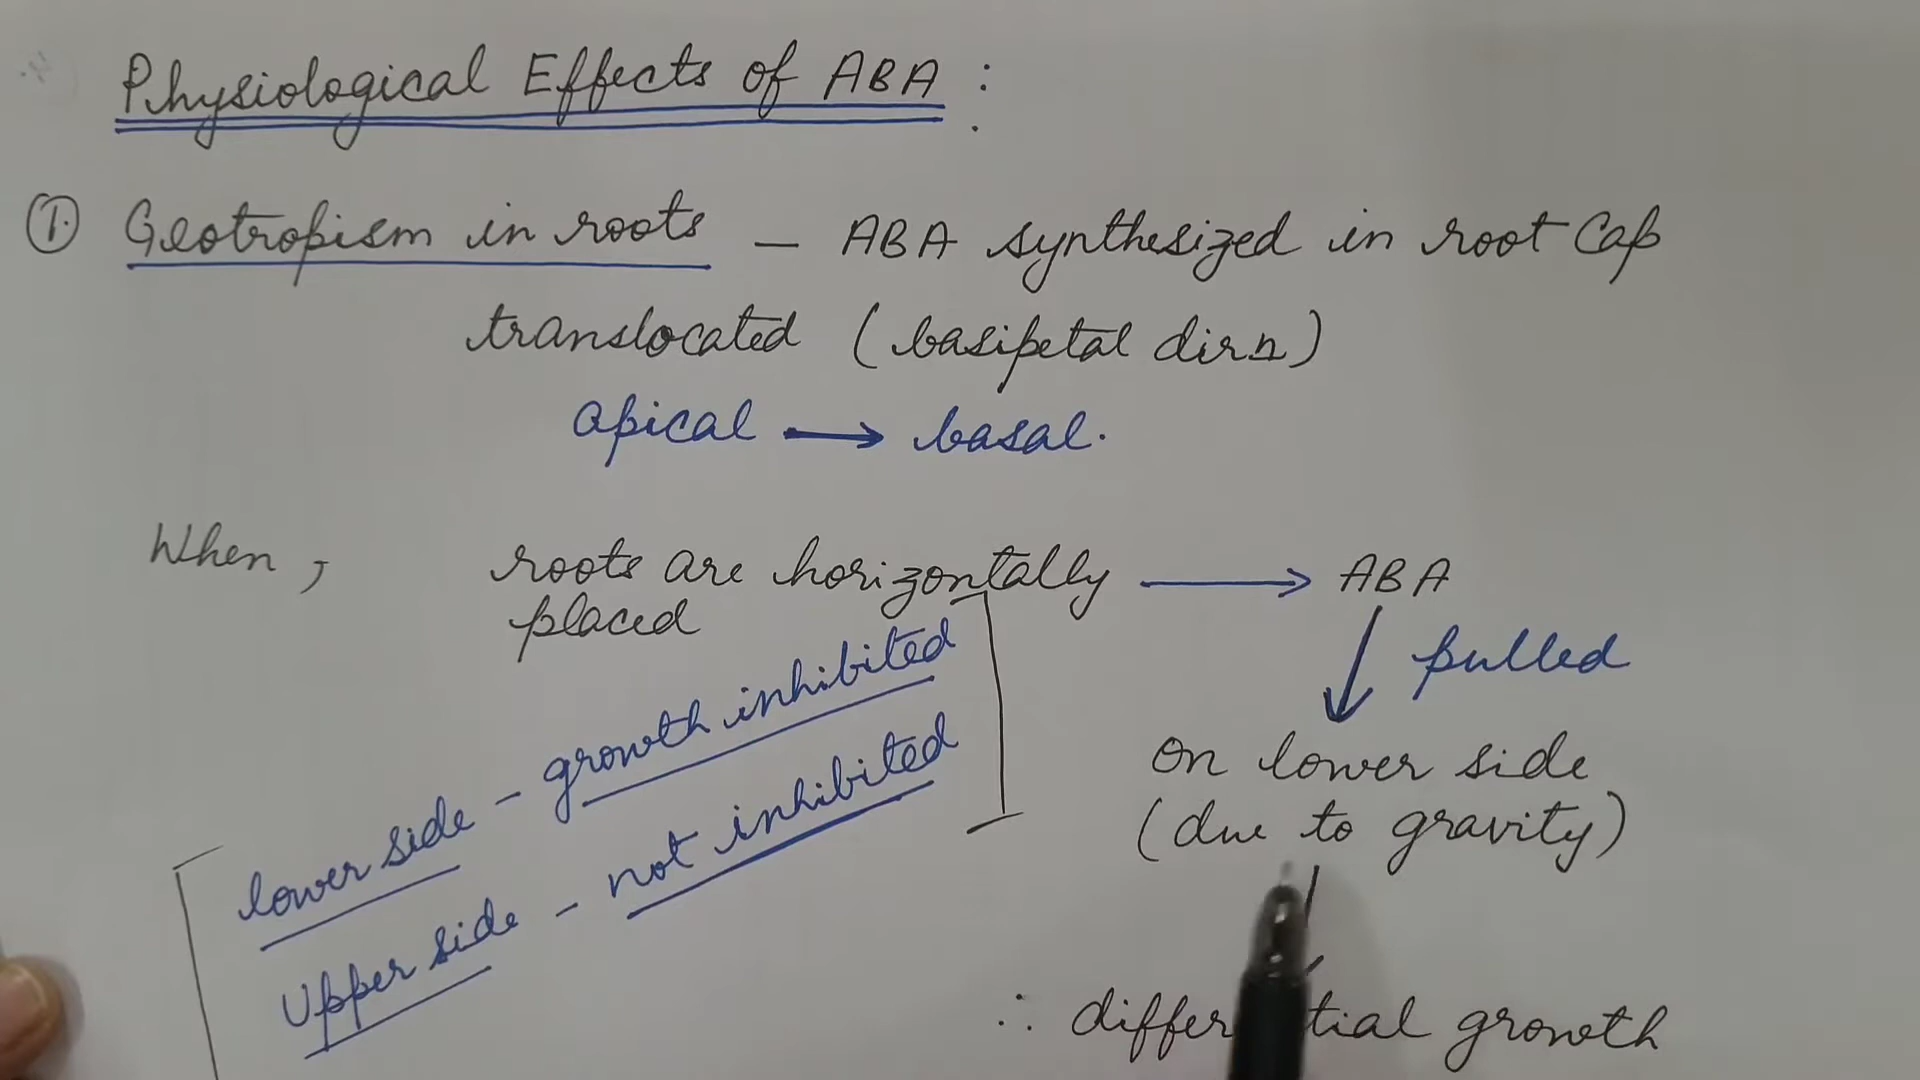 Physiological Effects of ABA :
① Geotropism in roots — ABA synthesized in root cap
translocated (basipetal dirn)
apical → basal.
When, roots are horizontally → ABA
placed
pulled
on lower side
(due to gravity)
lower side - growth inhibited
Upper side - not inhibited
∴ growth